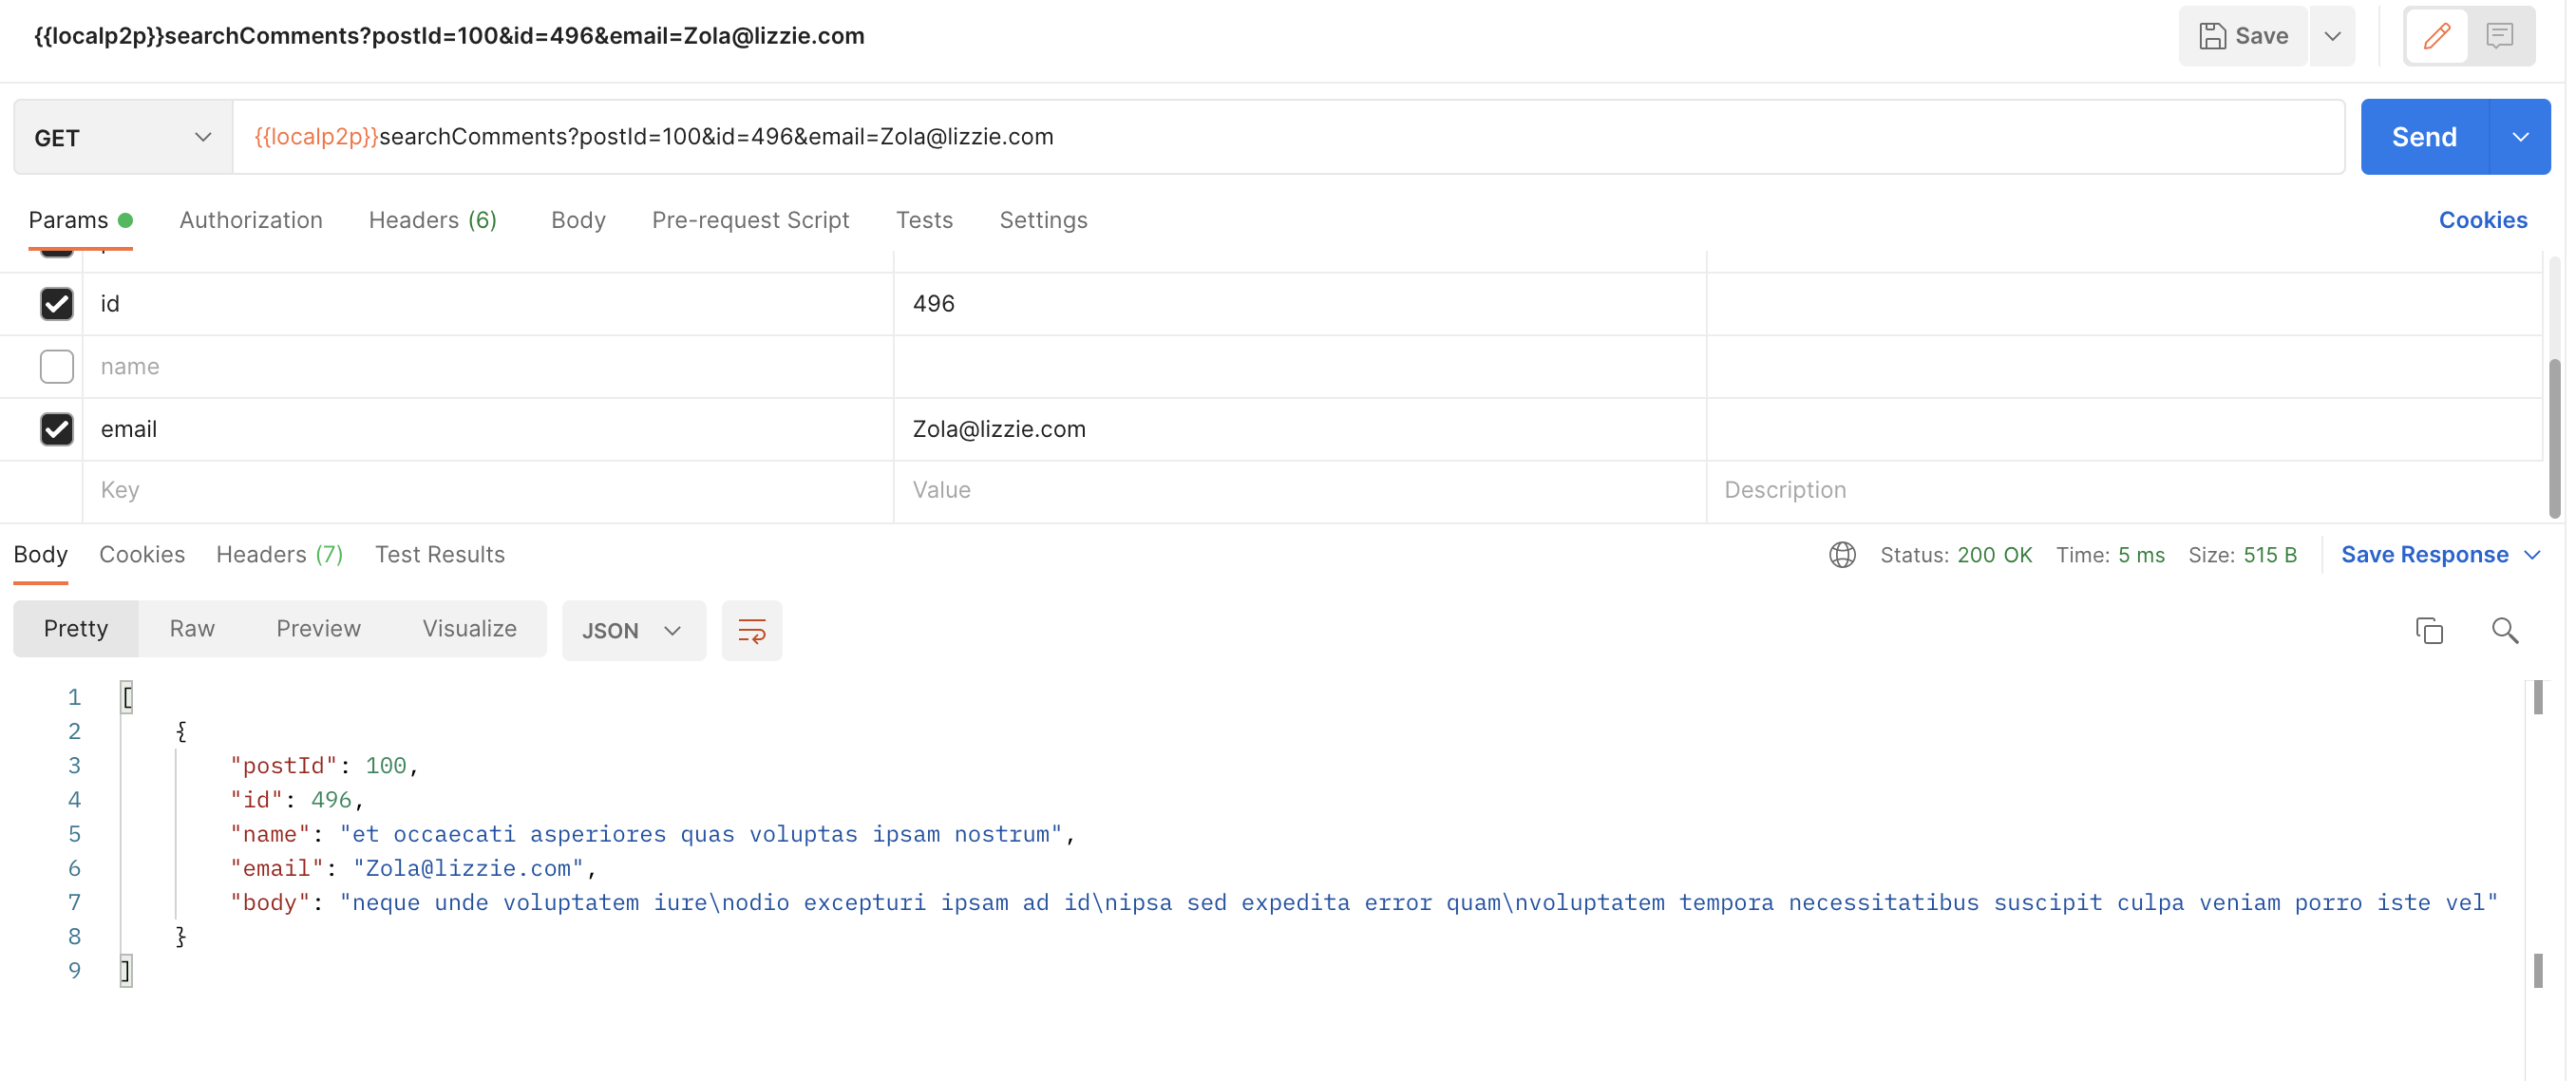 {{localp2p}}searchComments?postId=100&id=496&email=Zola@lizzie.com
Save
GET
{{localp2p}}searchComments?postId=100&id=496&email=Zola@lizzie.com
Send
Params Authorization Headers (6) Body Pre-request Script Tests Settings Cookies
id 496
name
email Zola@lizzie.com
Key Value Description
Body Cookies Headers (7) Test Results Status: 200 OK Time: 5 ms Size: 515 B Save Response
Pretty Raw Preview Visualize JSON
1 [
2 {
3 "postId": 100,
4 "id": 496,
5 "name": "et occaecati asperiores quas voluptas ipsam nostrum",
6 "email": "Zola@lizzie.com",
7 "body": "neque unde voluptatem iure\nodio excepturi ipsam ad id\nipsa sed expedita error quam\nvoluptatem tempora necessitatibus suscipit culpa veniam porro iste vel"
8 }
9 ]